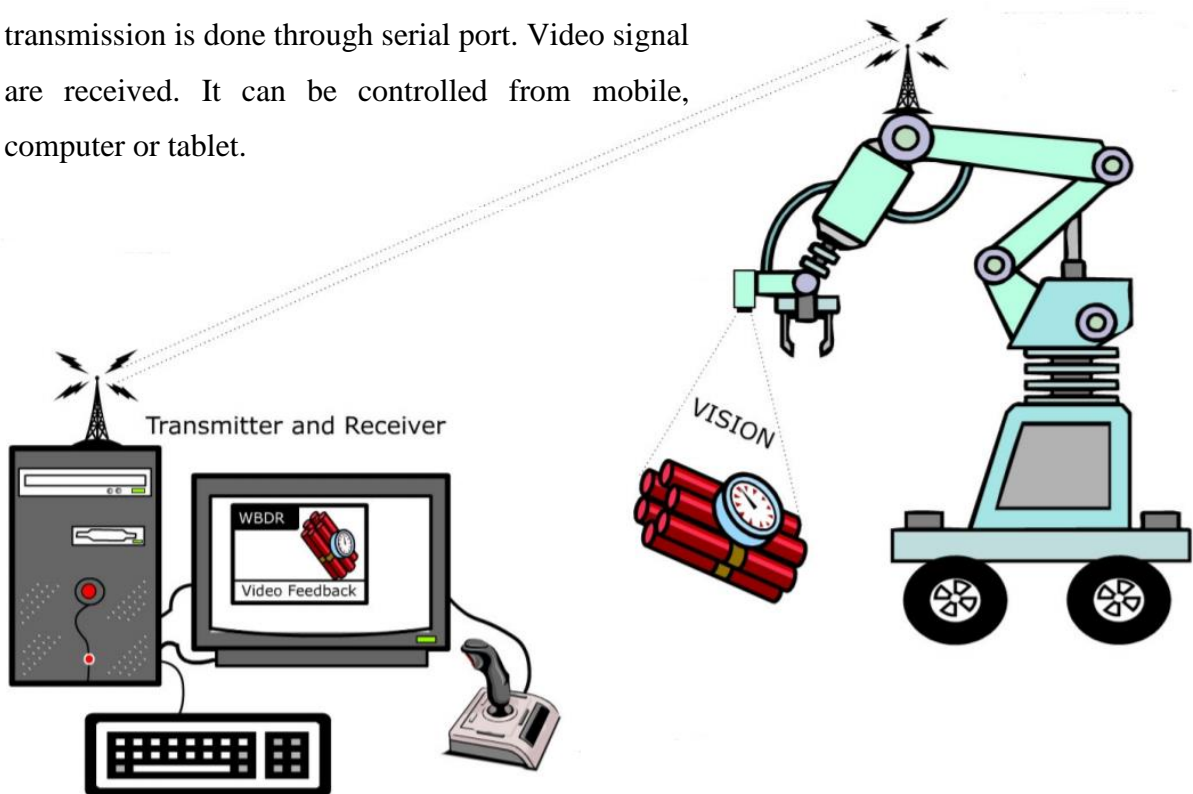 transmission is done through serial port. Video signal
are received. It can be controlled from mobile,
computer or tablet.
Transmitter and Receiver
VISION
WBDR
Video Feedback